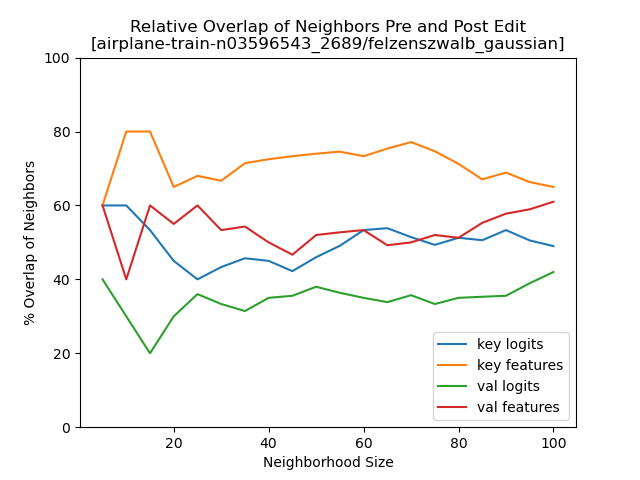 Relative Overlap of Neighbors Pre and Post Edit
[airplane-train-n03596543_2689/felzenszwalb_gaussian]
100
80
60
40
20
0
% Overlap of Neighbors
20 40 60 80 100
Neighborhood Size
key logits
key features
val logits
val features